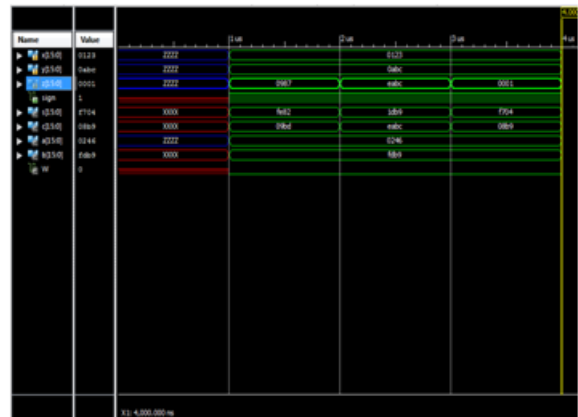 4.000
Name Value
1 us 2 us 3 us 4 us
x[15:0] 0123 ZZZZ 0123
y[15:0] 0abc ZZZZ 0abc
z[15:0] 0001 ZZZZ 0987 eabc 0001
sign 1
s[15:0] f704 XXXX fe82 1db9 f704
c[15:0] 08b9 XXXX 09bd eabc 08b9
a[15:0] 0246 ZZZZ 0246
b[15:0] fdb9 XXXX fdb9
W 0
X1: 4,000.000 ns